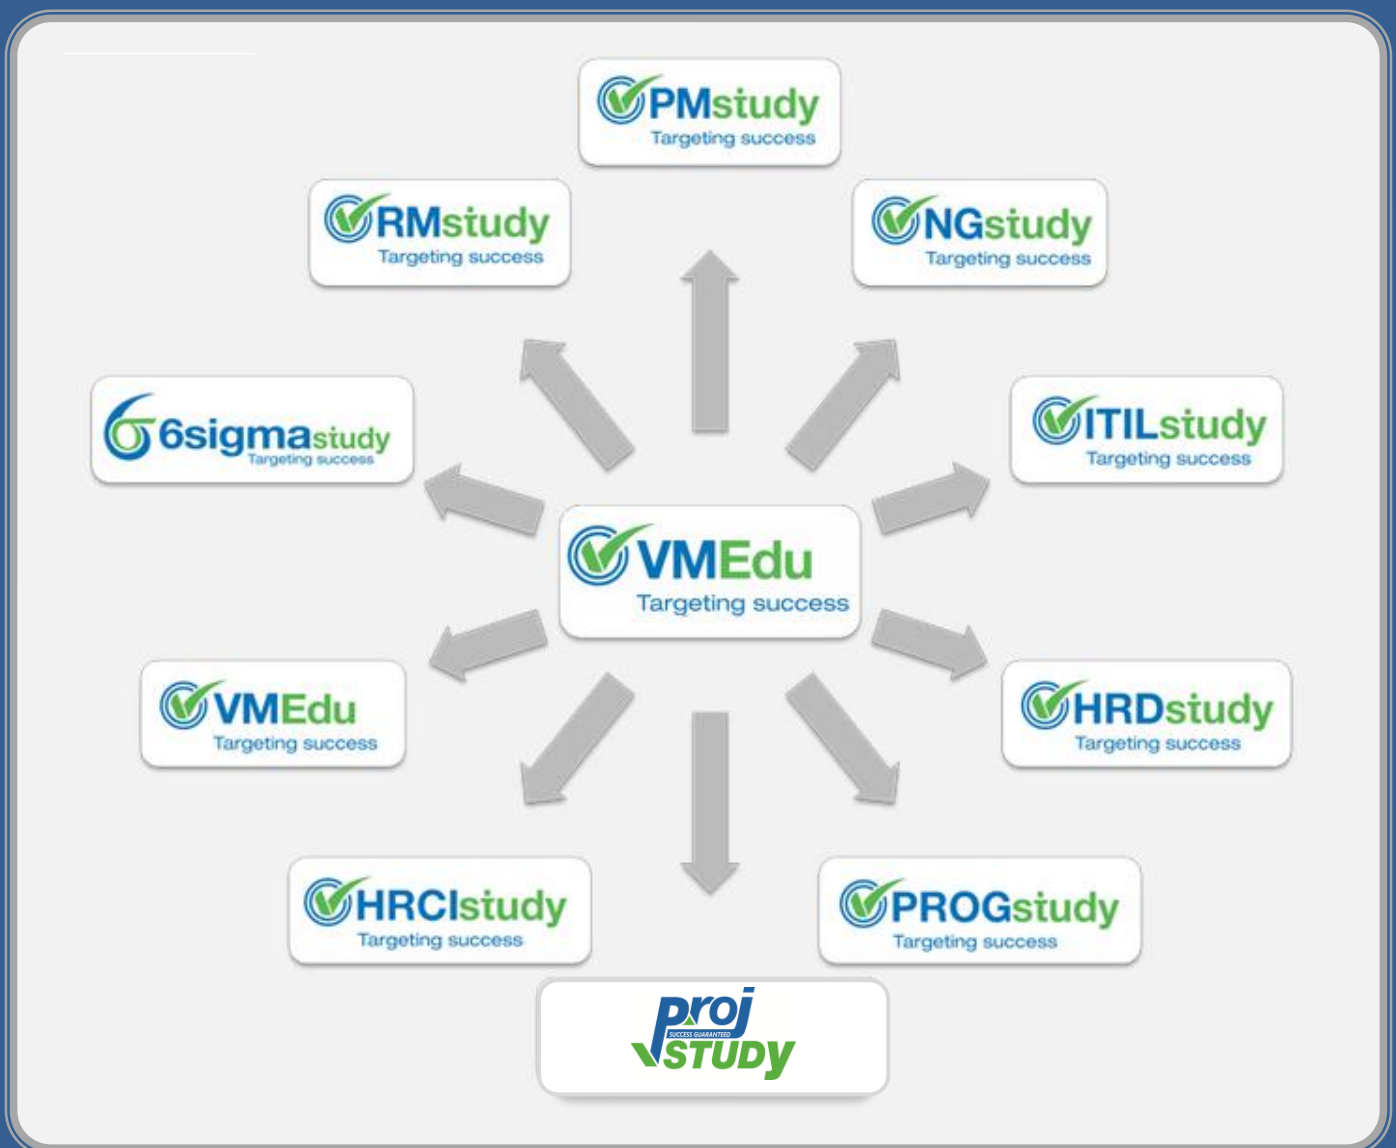 PMstudy
Targeting success
RMstudy
Targeting success
NGstudy
Targeting success
6sigmastudy
Targeting success
ITILstudy
Targeting success
VMEdu
Targeting success
VMEdu
Targeting success
HRDstudy
Targeting success
HRCIstudy
Targeting success
PROGstudy
Targeting success
proj
SUCCESS GUARANTEED
STUDY